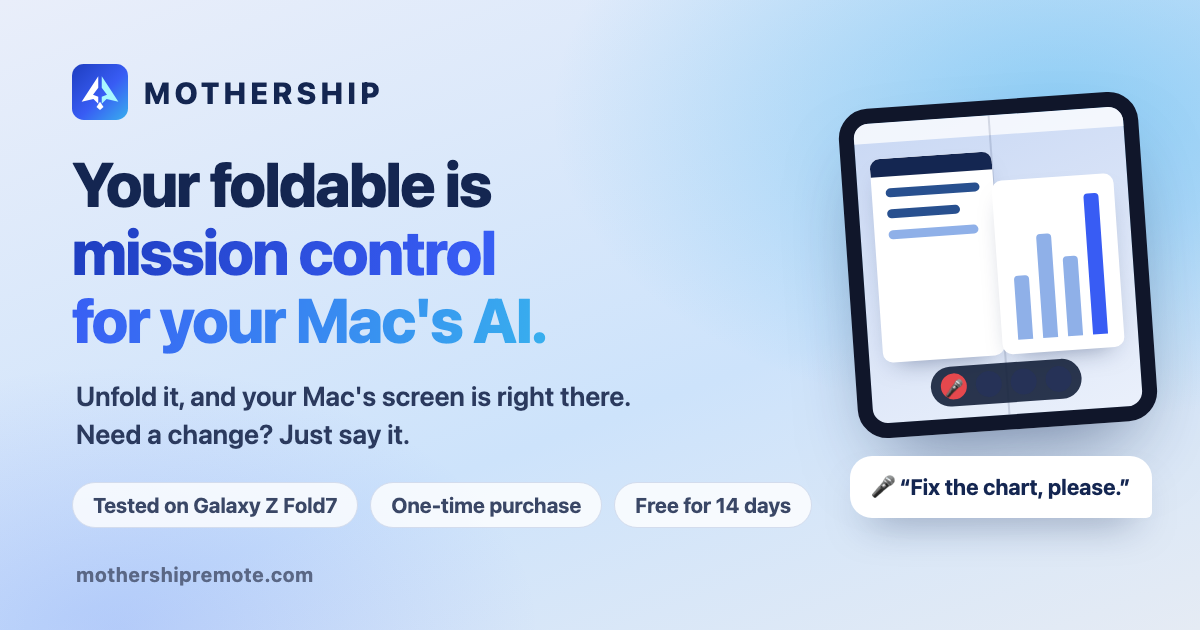 MOTHERSHIP
Your foldable is
mission control
for your Mac's AI.
Unfold it, and your Mac's screen is right there.
Need a change? Just say it.
Tested on Galaxy Z Fold7
One-time purchase
Free for 14 days
“Fix the chart, please.”
mothershipremote.com